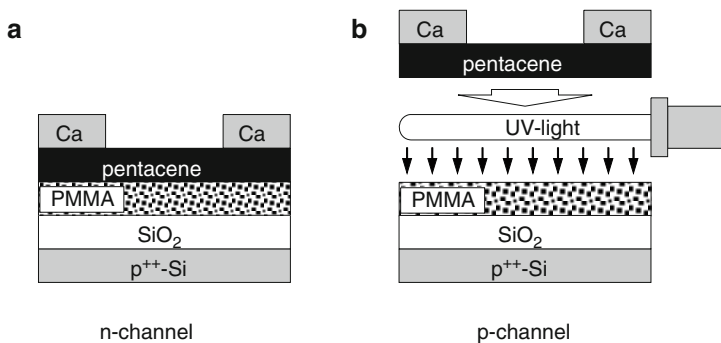 a
Ca Ca
pentacene
PMMA
SiO₂
p⁺⁺-Si
n-channel
b
Ca Ca
pentacene
UV-light
PMMA
SiO₂
p⁺⁺-Si
p-channel